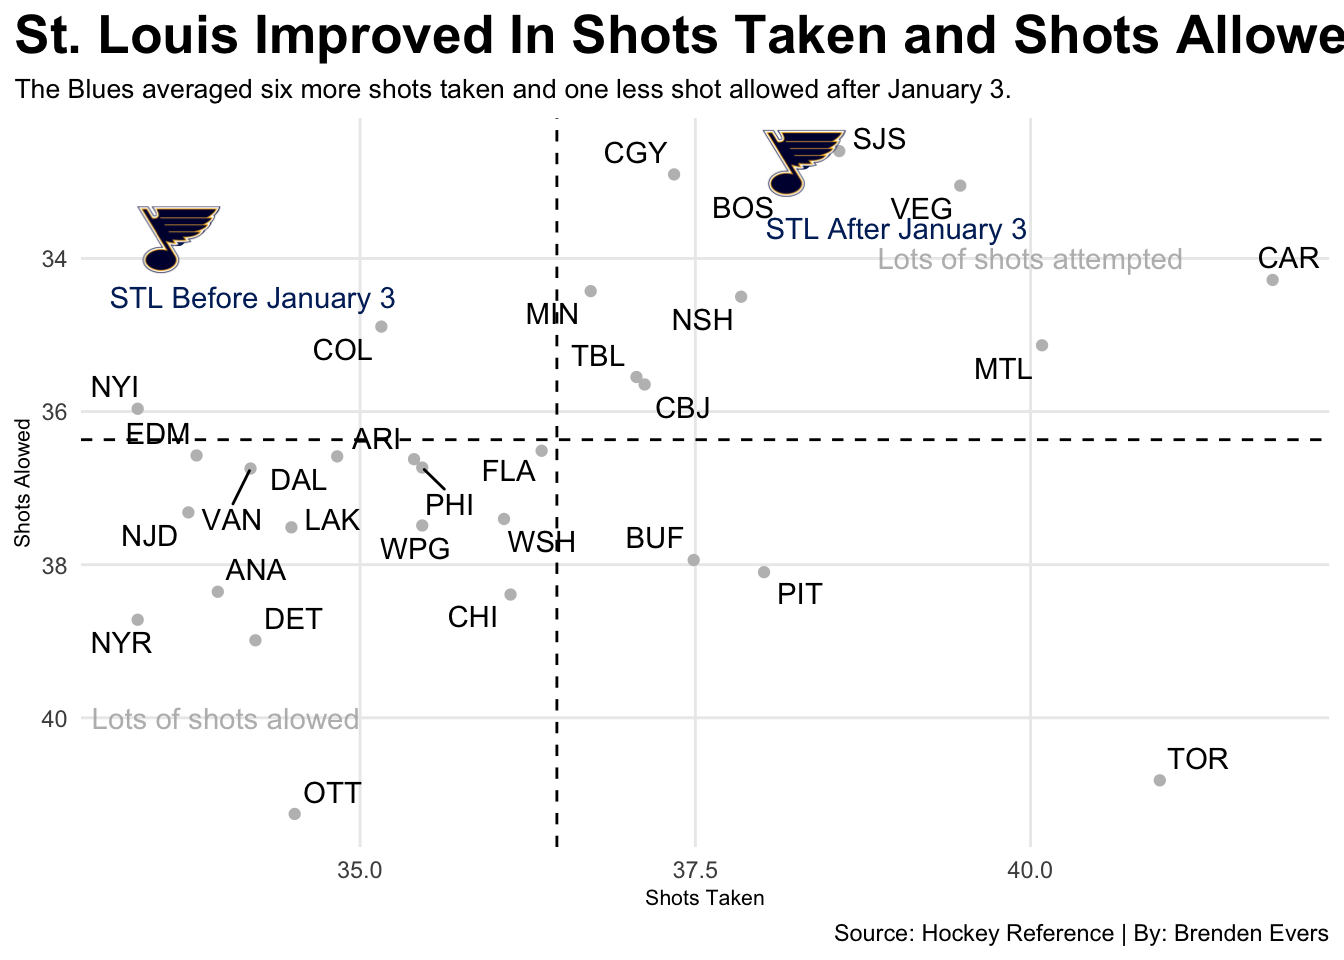 St. Louis Improved In Shots Taken and Shots Allowe
The Blues averaged six more shots taken and one less shot allowed after January 3.
SJS
CGY
BOS
VEG
STL After January 3
Lots of shots attempted
CAR
34
STL Before January 3
MIN
NSH
COL
TBL
MTL
NYI
CBJ
36
EDM
ARI
FLA
DAL
PHI
VAN
LAK
NJD
WPG
WSH
BUF
38
ANA
PIT
CHI
DET
NYR
Lots of shots alowed
40
TOR
OTT
Shots Alowed
35.0
37.5
40.0
Shots Taken
Source: Hockey Reference | By: Brenden Evers